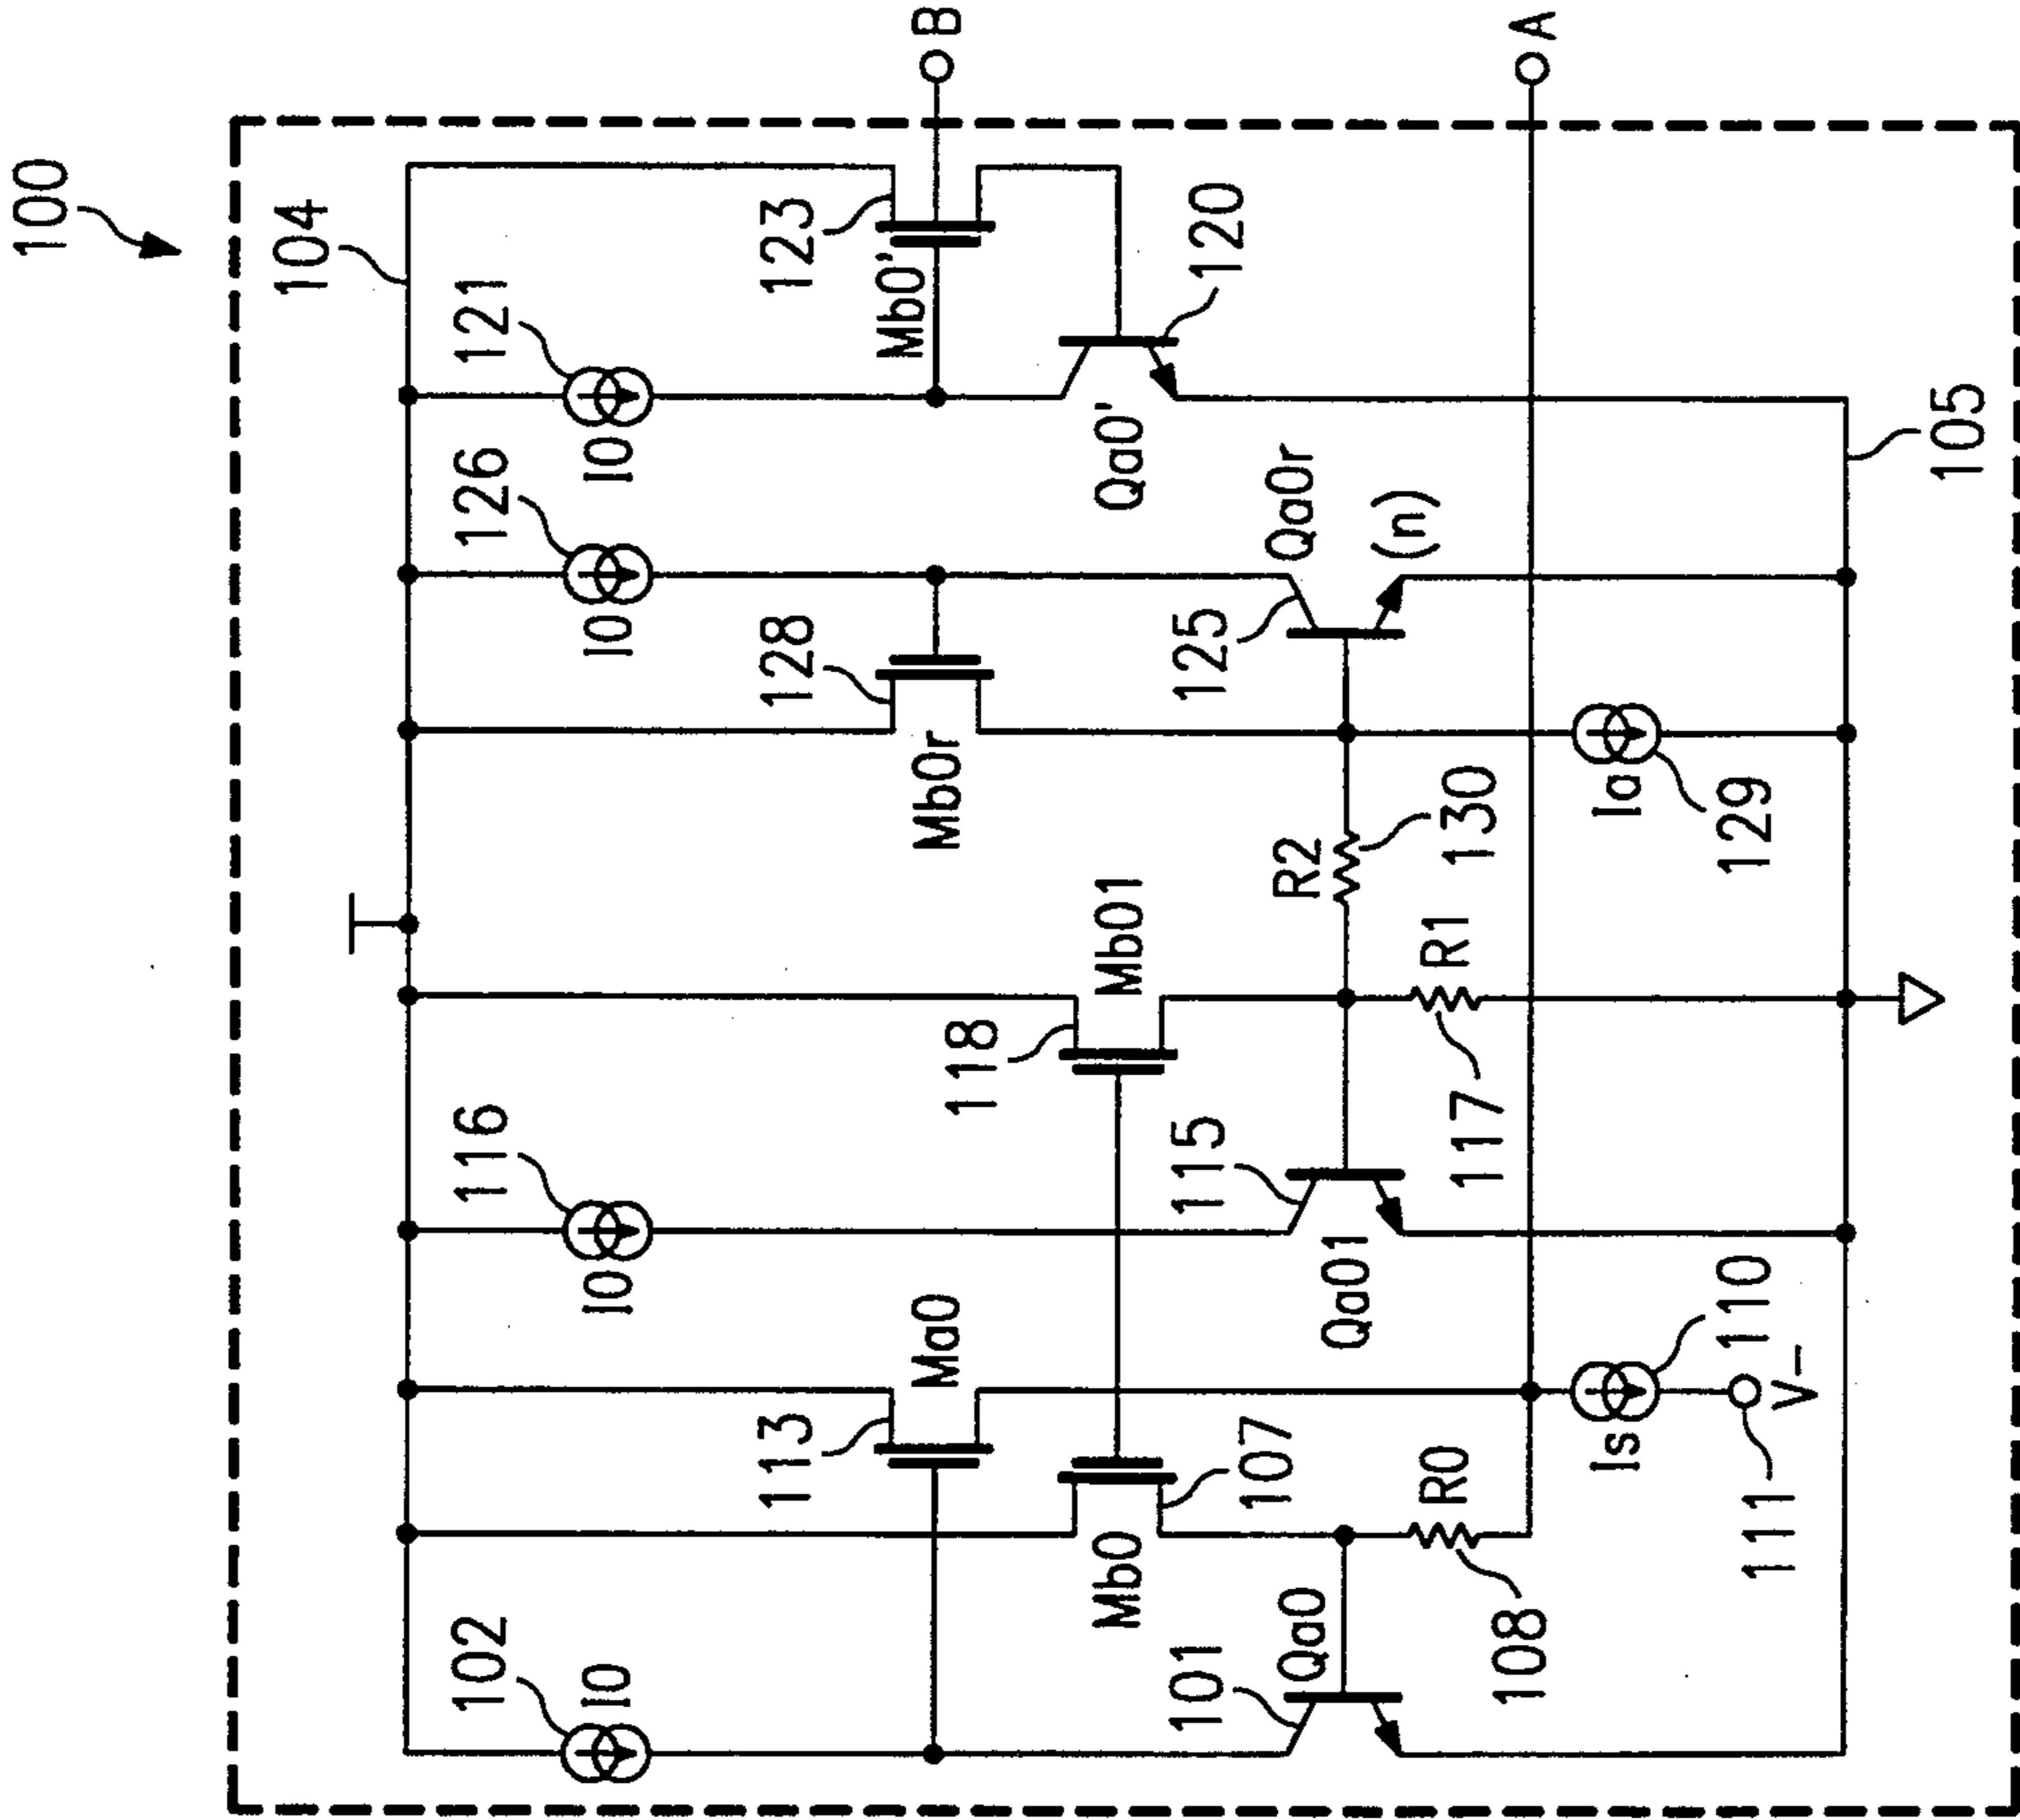 100
104
102
I0
116
I0
126
I0
121
I0
113
Ma0
118
Mb01
128
Mb0r
123
Mb0'
B
Mb0
107
101
Qa0
115
Qa01
R2
130
125
Qa0r
(n)
Qa0'
120
108
R0
117
R1
Ia
129
A
Is
110
111
V-
105